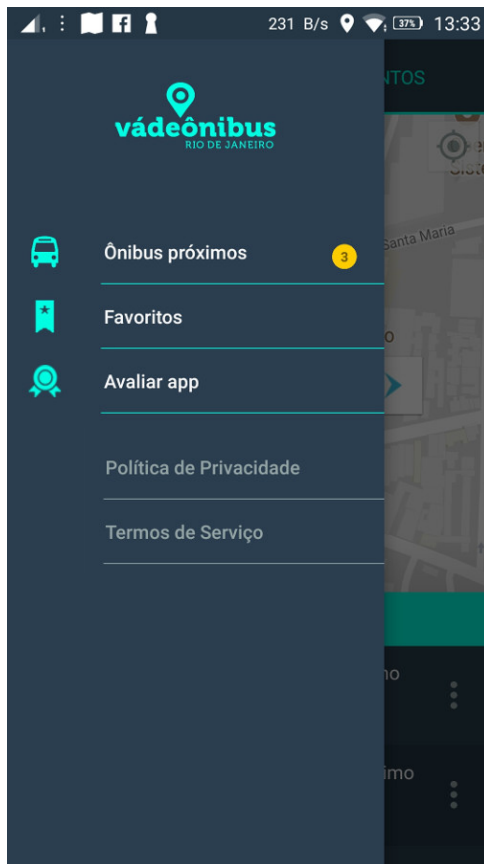 231 B/s 37% 13:33
NTOS
vádeônibus
RIO DE JANEIRO
Santa Maria
Ônibus próximos 3
Favoritos
Avaliar app
Política de Privacidade
Termos de Serviço
imo